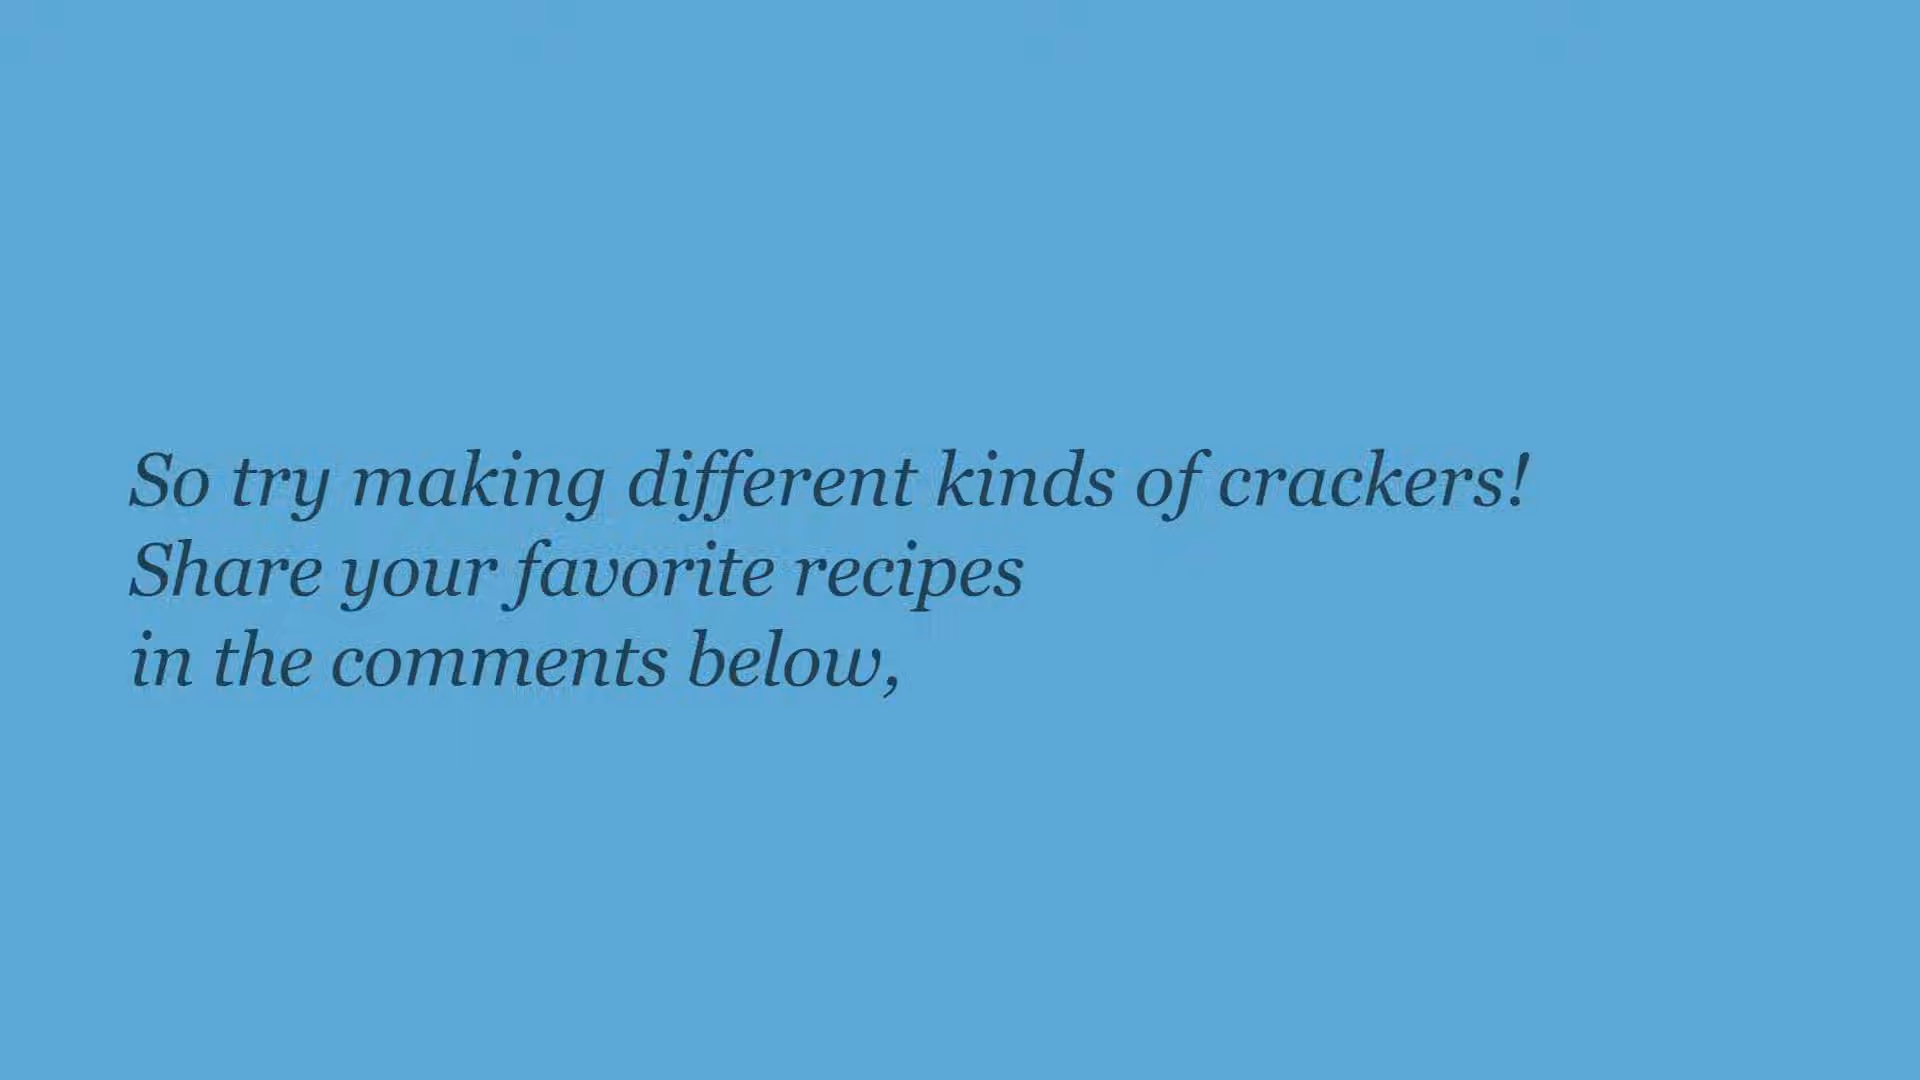 So try making different kinds of crackers!
Share your favorite recipes
in the comments below,